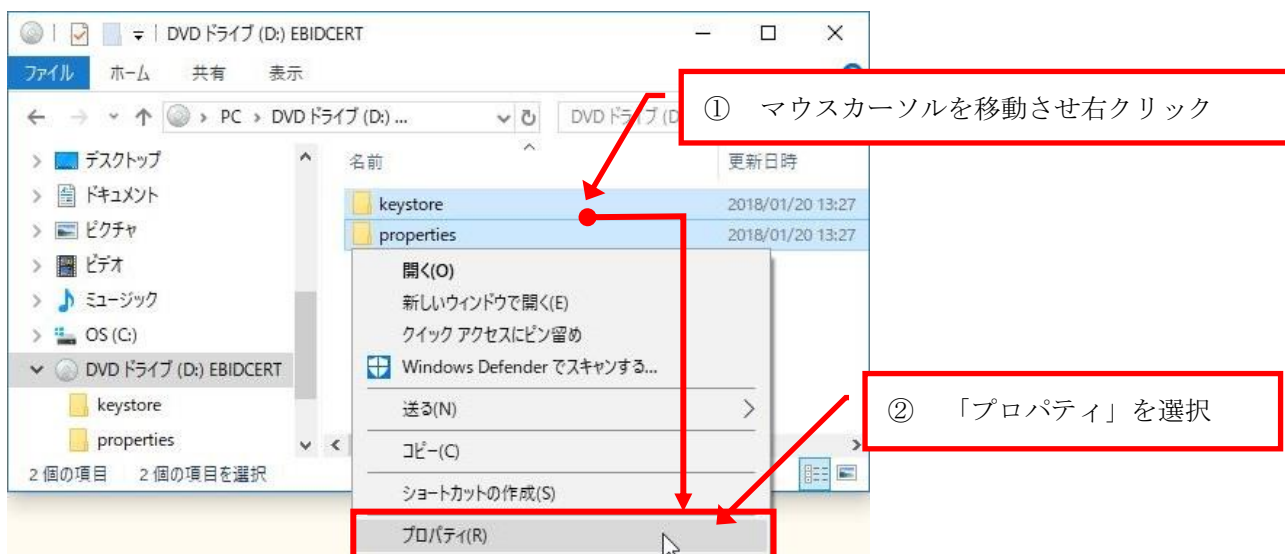 DVD ドライブ (D:) EBIDCERT
ファイル ホーム 共有 表示
① マウスカーソルを移動させ右クリック
PC › DVD ドライブ (D:) ...
DVD ドライブ (D
デスクトップ
ドキュメント
ピクチャ
ビデオ
ミュージック
OS (C:)
DVD ドライブ (D:) EBIDCERT
keystore
properties
名前 更新日時
keystore 2018/01/20 13:27
properties 2018/01/20 13:27
開く(O)
新しいウィンドウで開く(E)
クイック アクセスにピン留め
Windows Defender でスキャンする...
送る(N)
コピー(C)
ショートカットの作成(S)
プロパティ(R)
② 「プロパティ」を選択
2 個の項目 2 個の項目を選択